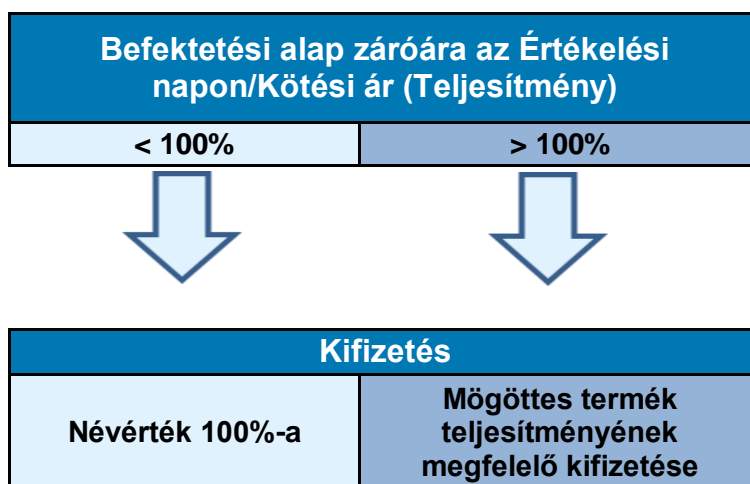 Befektetési alap záróára az Értékelési
napon/Kötési ár (Teljesítmény)
< 100%
> 100%
Kifizetés
Névérték 100%-a
Mögöttes termék
teljesítményének
megfelelő kifizetése